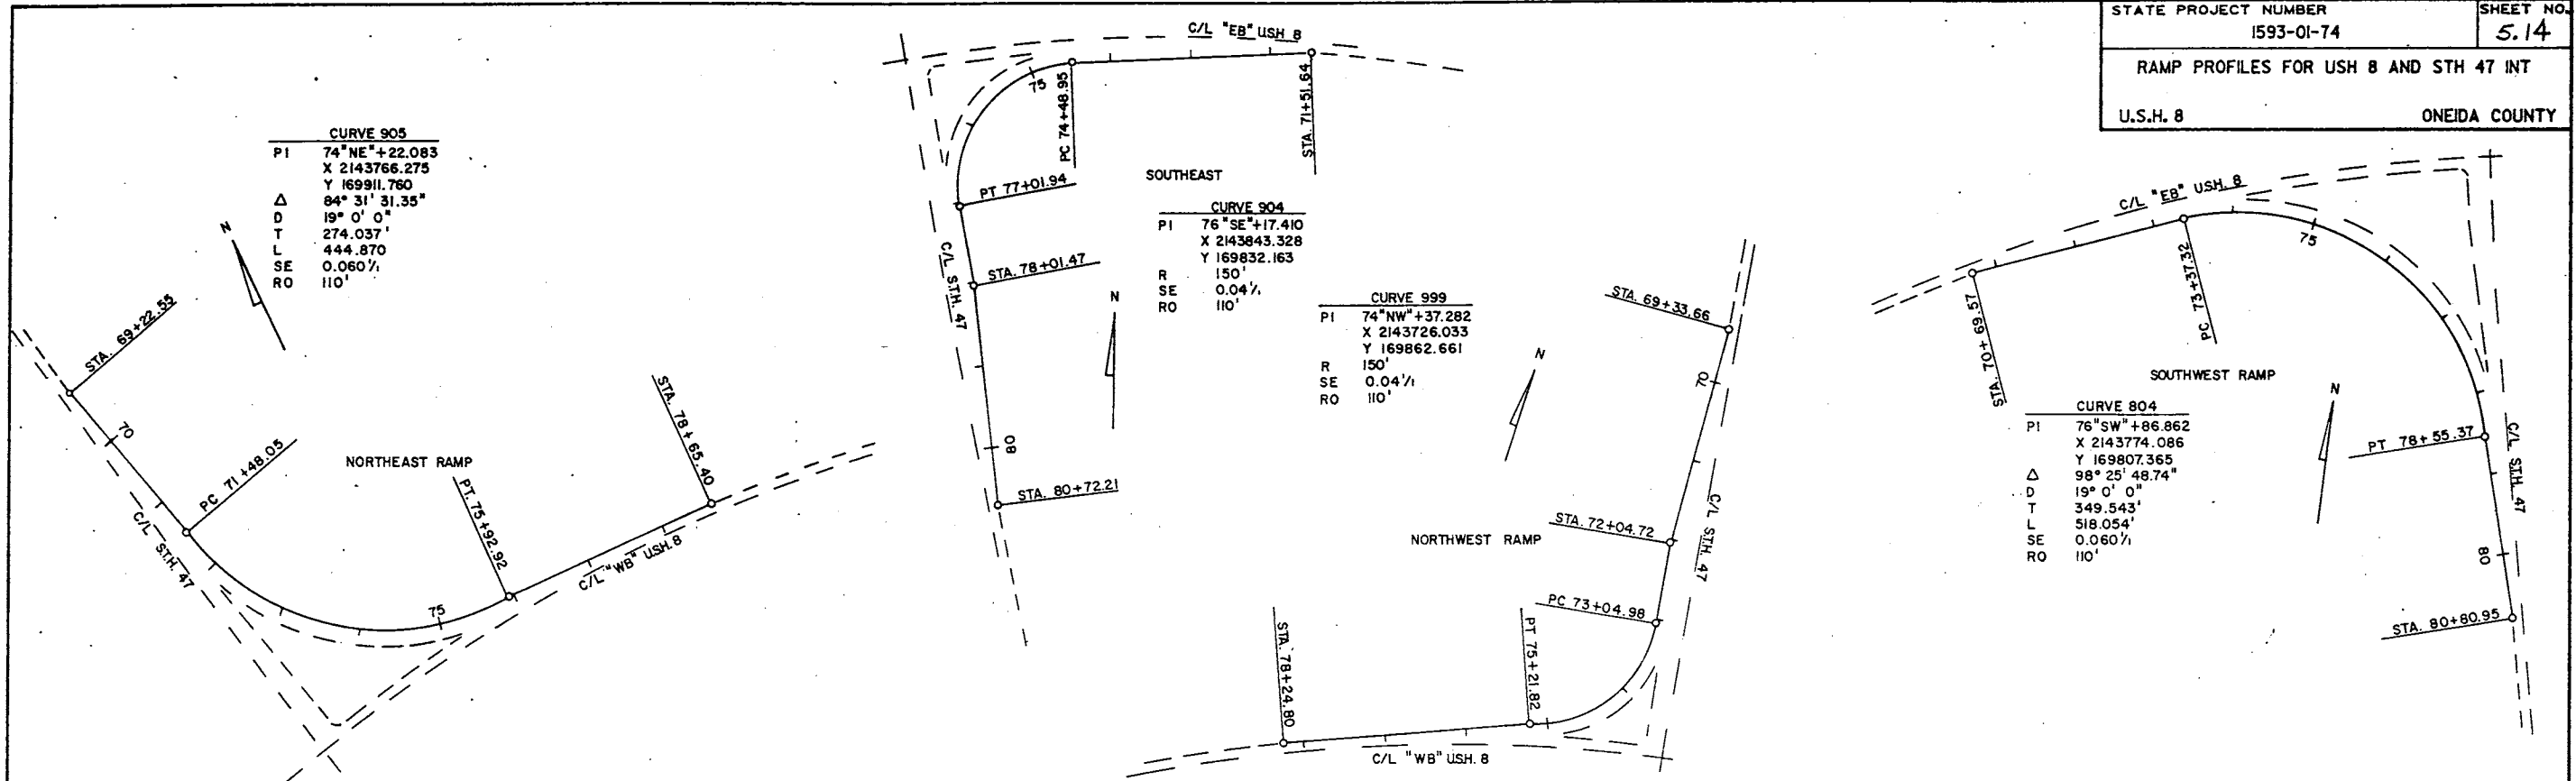 STATE PROJECT NUMBER
1593-01-74
SHEET NO.
5.14
RAMP PROFILES FOR USH 8 AND STH 47 INT
U.S.H. 8 ONEIDA COUNTY
CURVE 905
PI 74"NE"+22.083
X 2143766.275
Y 169911.760
Δ 84° 31' 31.35"
D 19° 0' 0"
T 274.037'
L 444.870
SE 0.060'/1
RO 110'
N
STA. 69+22.55
70
PC 71+48.05
NORTHEAST RAMP
C/L S.T.H. 47
75
PT. 75+92.92
STA. 78+65.40
C/L "WB" U.S.H. 8
C/L "EB" U.S.H. 8
75
PC 74+48.95
STA. 71+51.64
PT 77+01.94
SOUTHEAST
STA. 78+01.47
C/L S.T.H. 47
80
STA. 80+72.21
N
CURVE 904
PI 76"SE"+17.410
X 2143843.328
Y 169832.163
R 150'
SE 0.04'/1
RO 110'
CURVE 999
PI 74"NW"+37.282
X 2143726.033
Y 169862.661
R 150'
SE 0.04'/1
RO 110'
N
STA. 69+33.66
70
STA. 72+04.72
C/L S.T.H. 47
NORTHWEST RAMP
PC 73+04.98
PT 75+21.82
STA. 78+24.80
C/L "WB" U.S.H. 8
C/L "EB" U.S.H. 8
STA. 70+69.57
PC 73+37.32
75
SOUTHWEST RAMP
N
CURVE 804
PI 76"SW"+86.862
X 2143774.086
Y 169807.365
Δ 98° 25' 48.74"
D 19° 0' 0"
T 349.543'
L 518.054'
SE 0.060'/1
RO 110'
PT 78+55.37
C/L S.T.H. 47
80
STA. 80+80.95